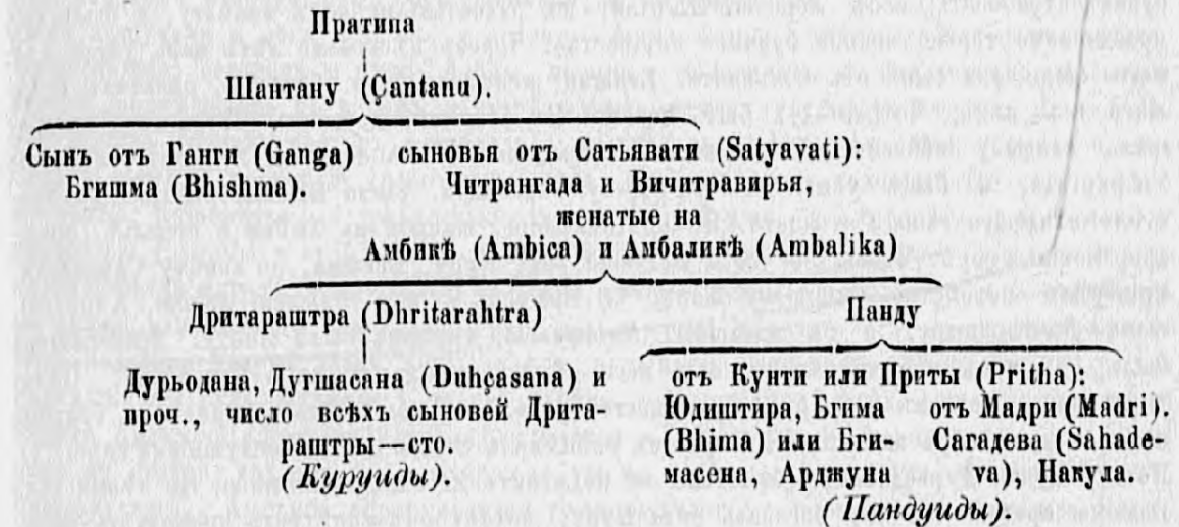 Пратипа
Шантану (Çantanu).
Сынъ отъ Ганги (Ganga) сыновья отъ Сатьявати (Satyavati):
Бгишма (Bhishma). Читрангада и Вичитравирья,
женатые на
Амбикѣ (Ambica) и Амбаликѣ (Ambalika)
Дритараштра (Dhritarahtra) Панду
Дурьодана, Дугшасана (Duhçasana) и
проч., число всѣхъ сыновей Дрита-
раштры—сто.
(Куруиды).
отъ Кунти или Приты (Pritha):
Юдиштира, Бгима отъ Мадри (Madri).
(Bhima) или Бги- Сагадева (Sahade-
масена, Арджуна va), Накула.
(Пандуиды).